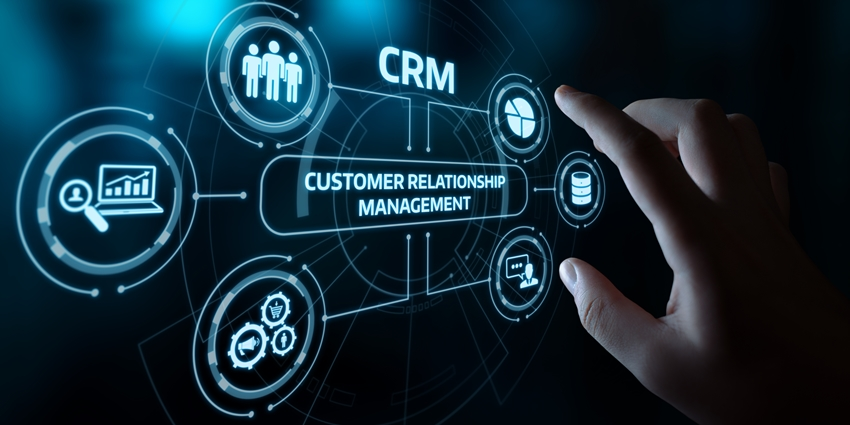 CRM
CUSTOMER RELATIONSHIP
MANAGEMENT